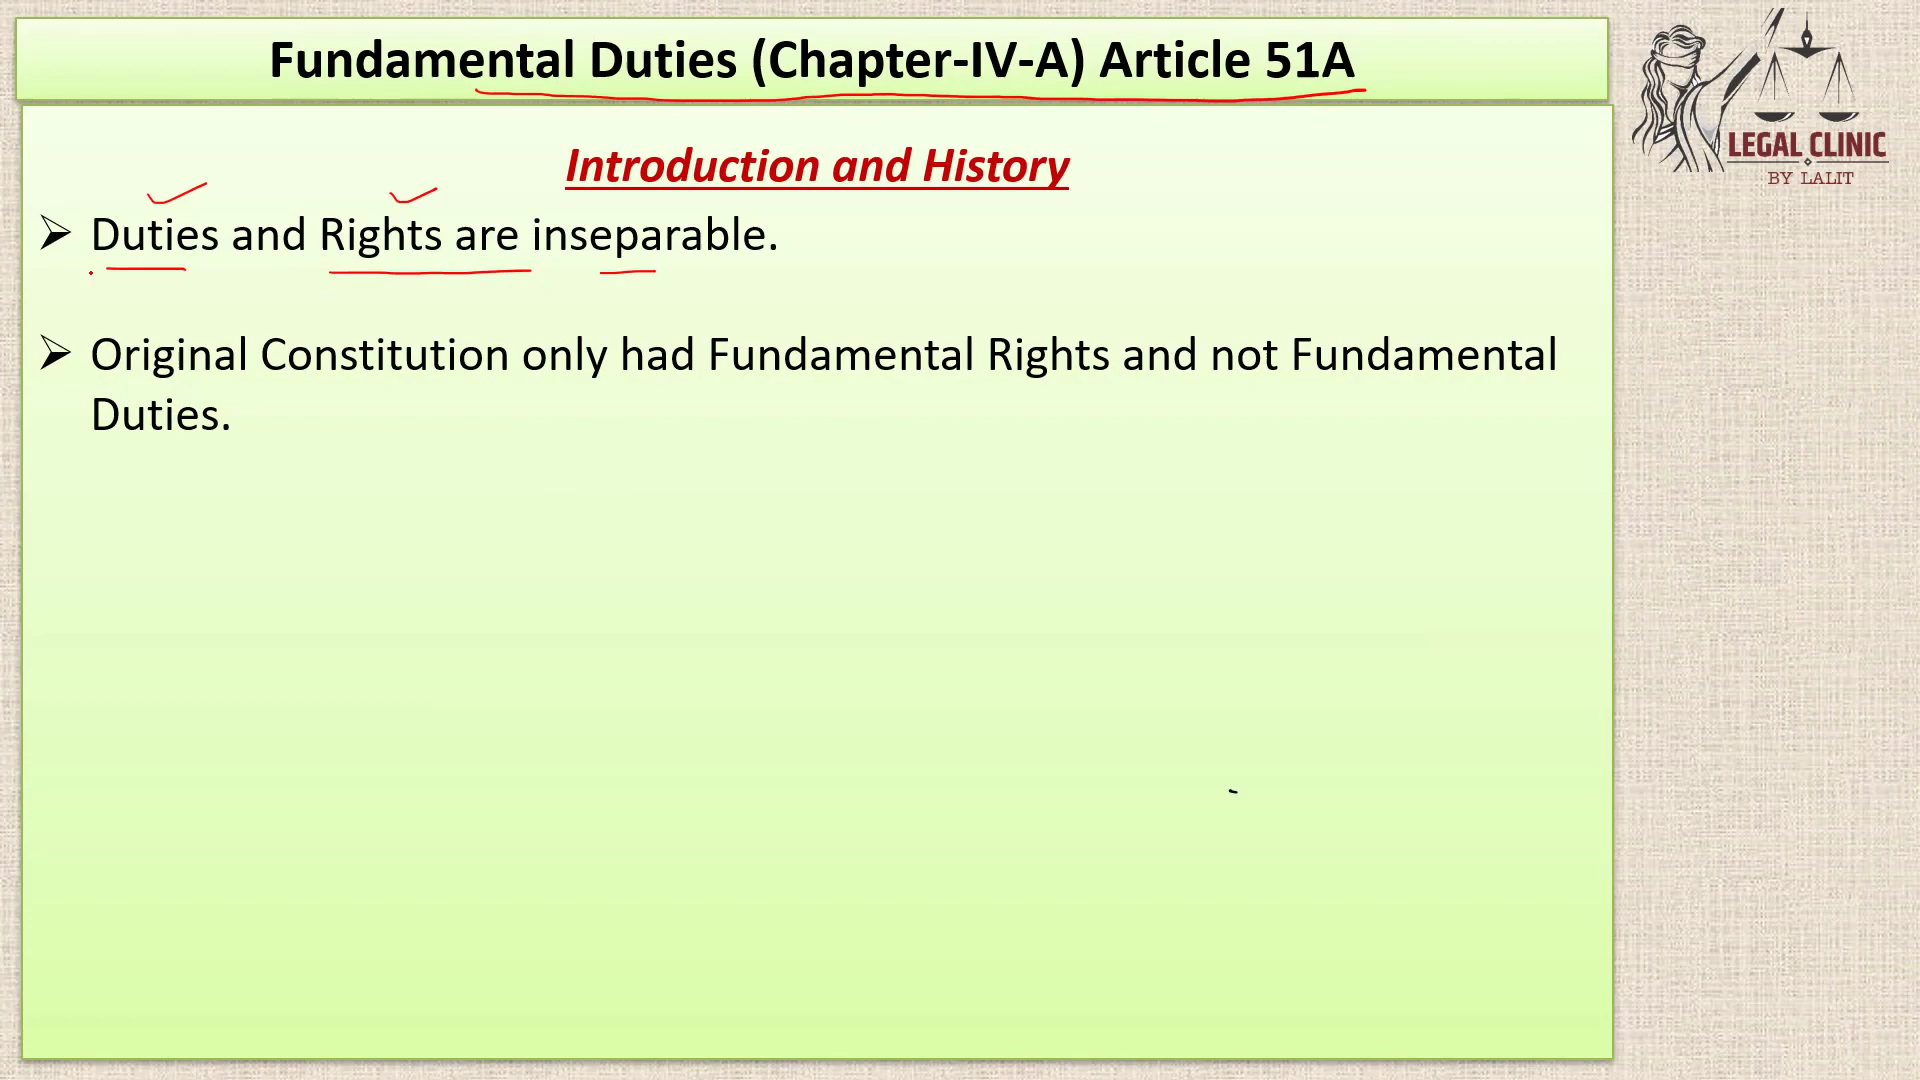 Fundamental Duties (Chapter-IV-A) Article 51A
LEGAL CLINIC
BY LALIT
Introduction and History
➢ Duties and Rights are inseparable.
➢ Original Constitution only had Fundamental Rights and not Fundamental
Duties.